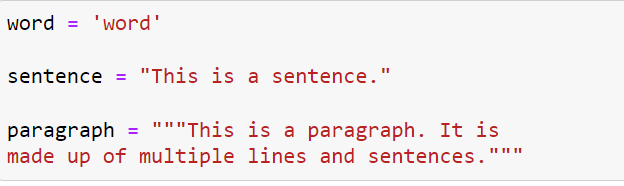 word = 'word'
sentence = "This is a sentence."
paragraph = """This is a paragraph. It is
made up of multiple lines and sentences."""